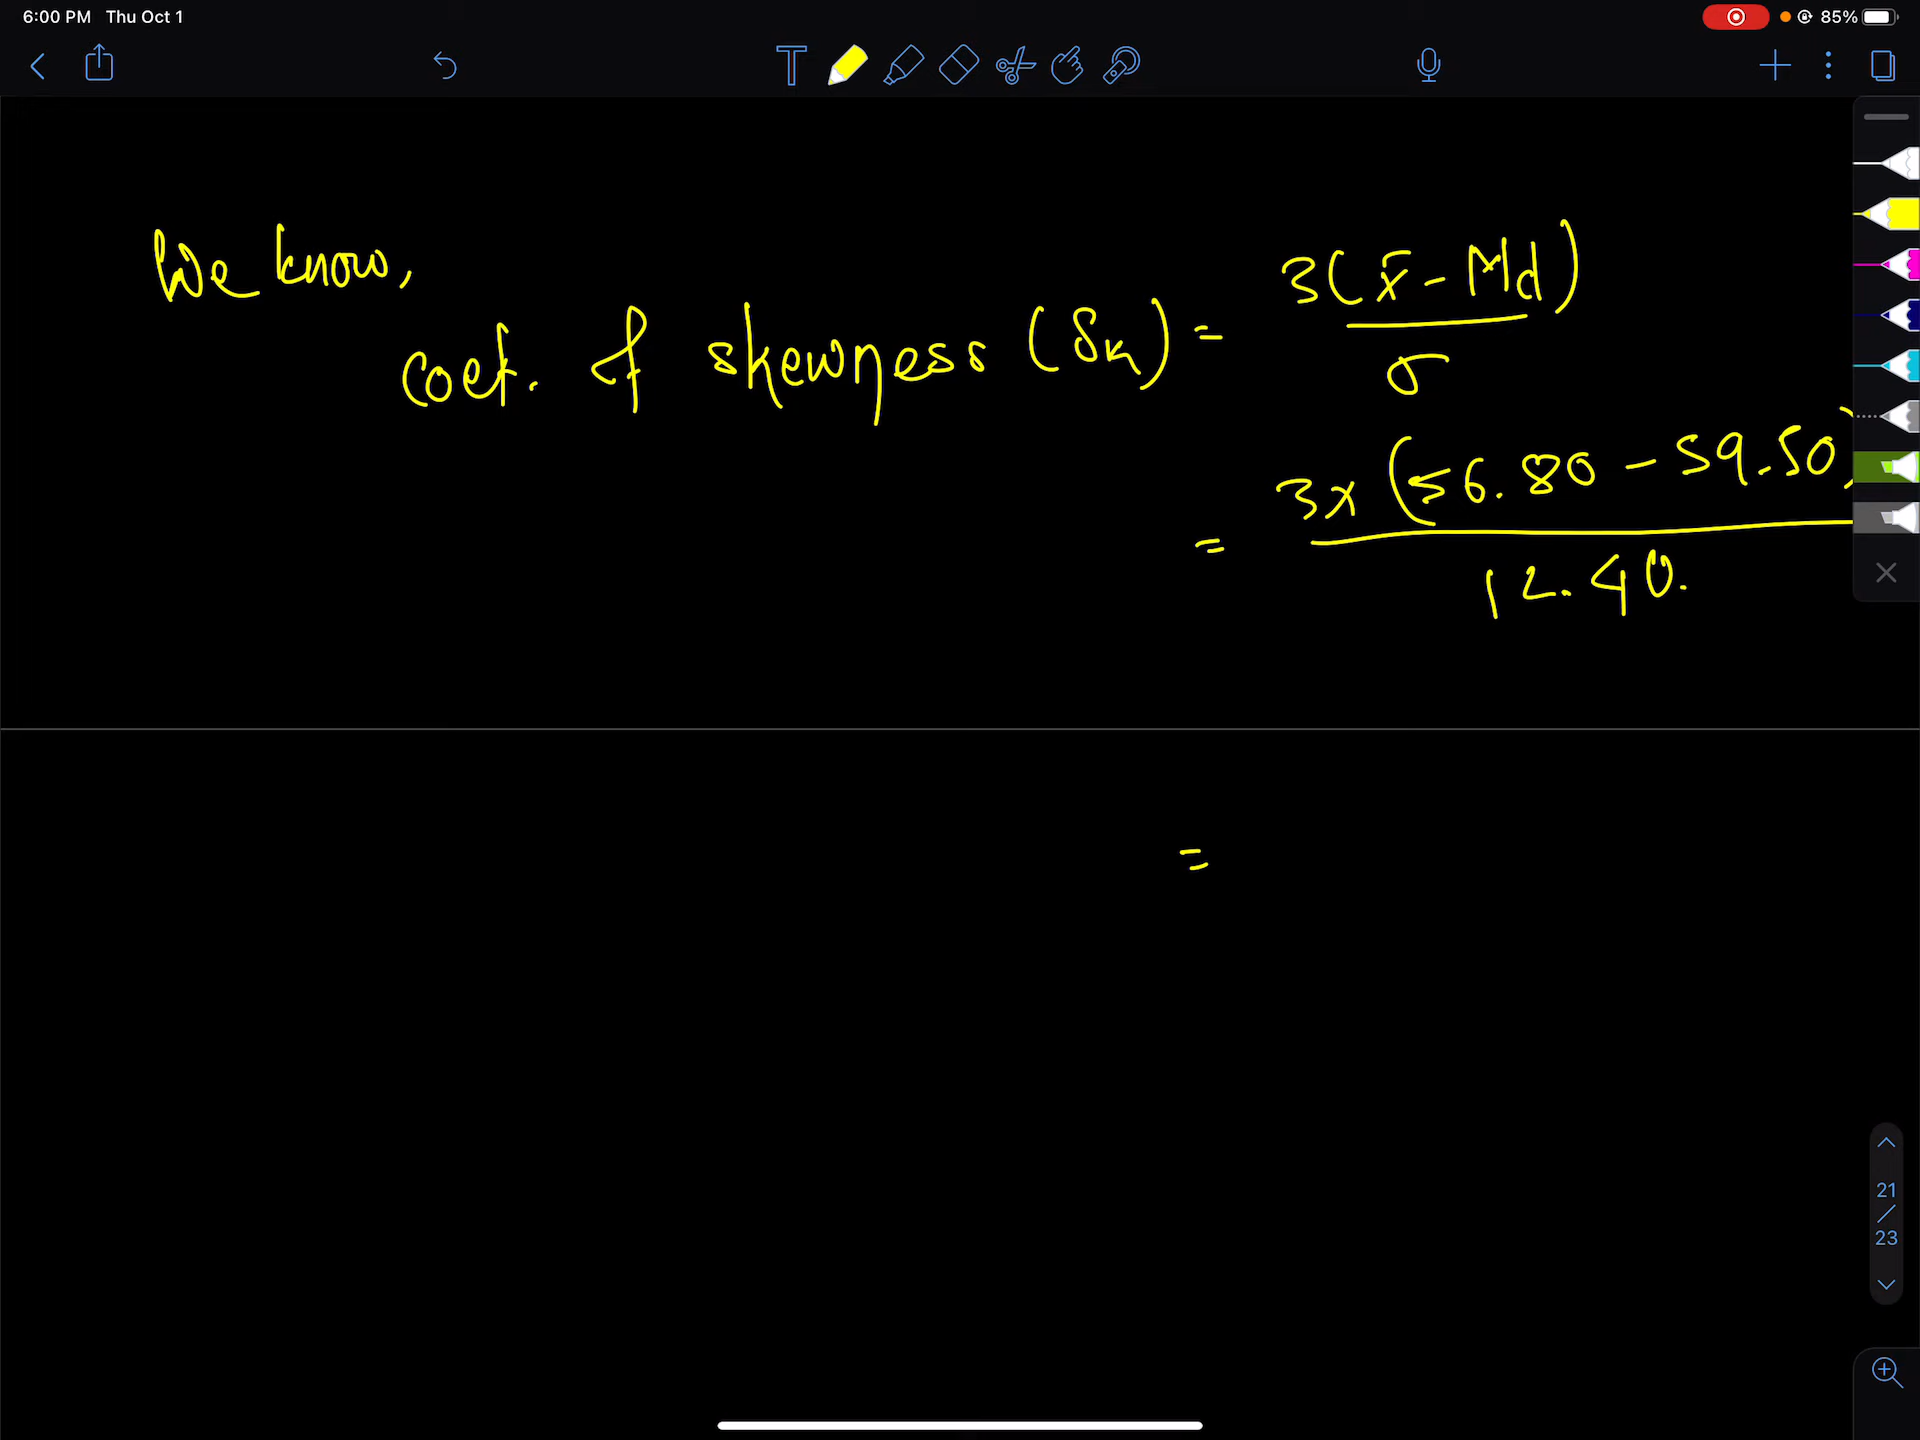 6:00 PM Thu Oct 1
85%
We know,
coef. of skewness (Sk) = 3(x̄ - Md) / σ
= 3x (56.80 - 59.50) / 12.40.
=
21
/
23